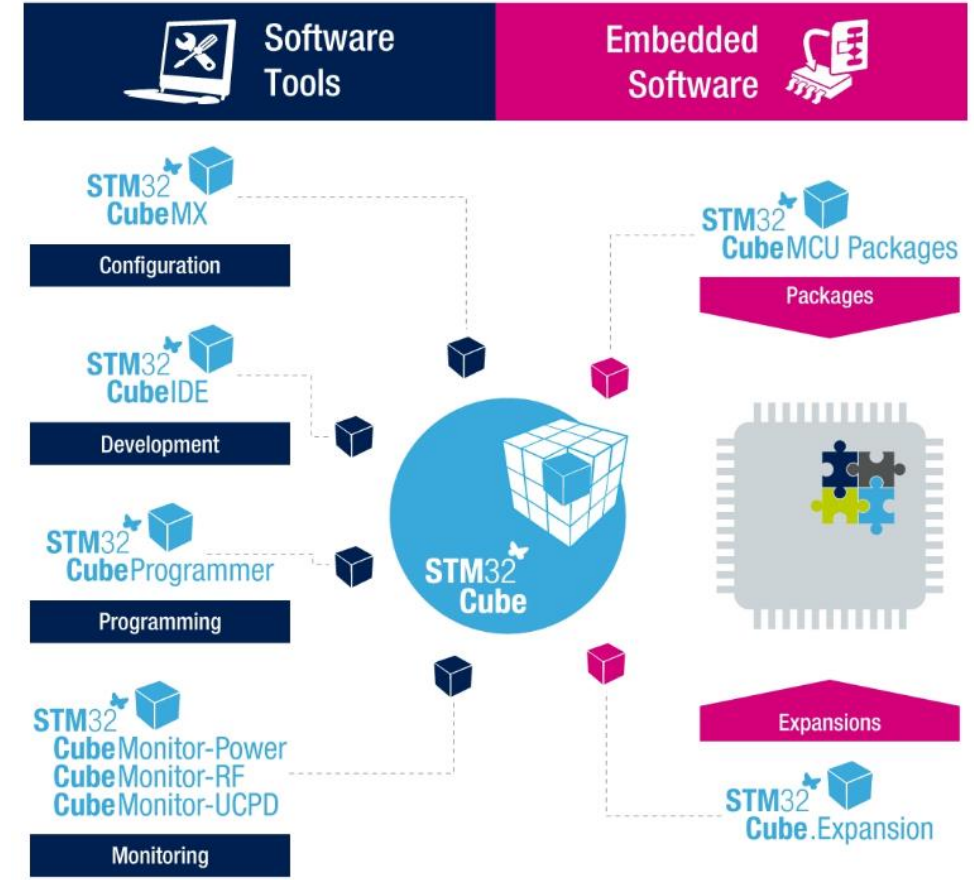 Software
Tools
Embedded
Software
STM32
CubeMX
Configuration
STM32
CubeIDE
Development
STM32
CubeProgrammer
Programming
STM32
CubeMonitor-Power
CubeMonitor-RF
CubeMonitor-UCPD
Monitoring
STM32
Cube
STM32
CubeMCU Packages
Packages
Expansions
STM32
Cube.Expansion